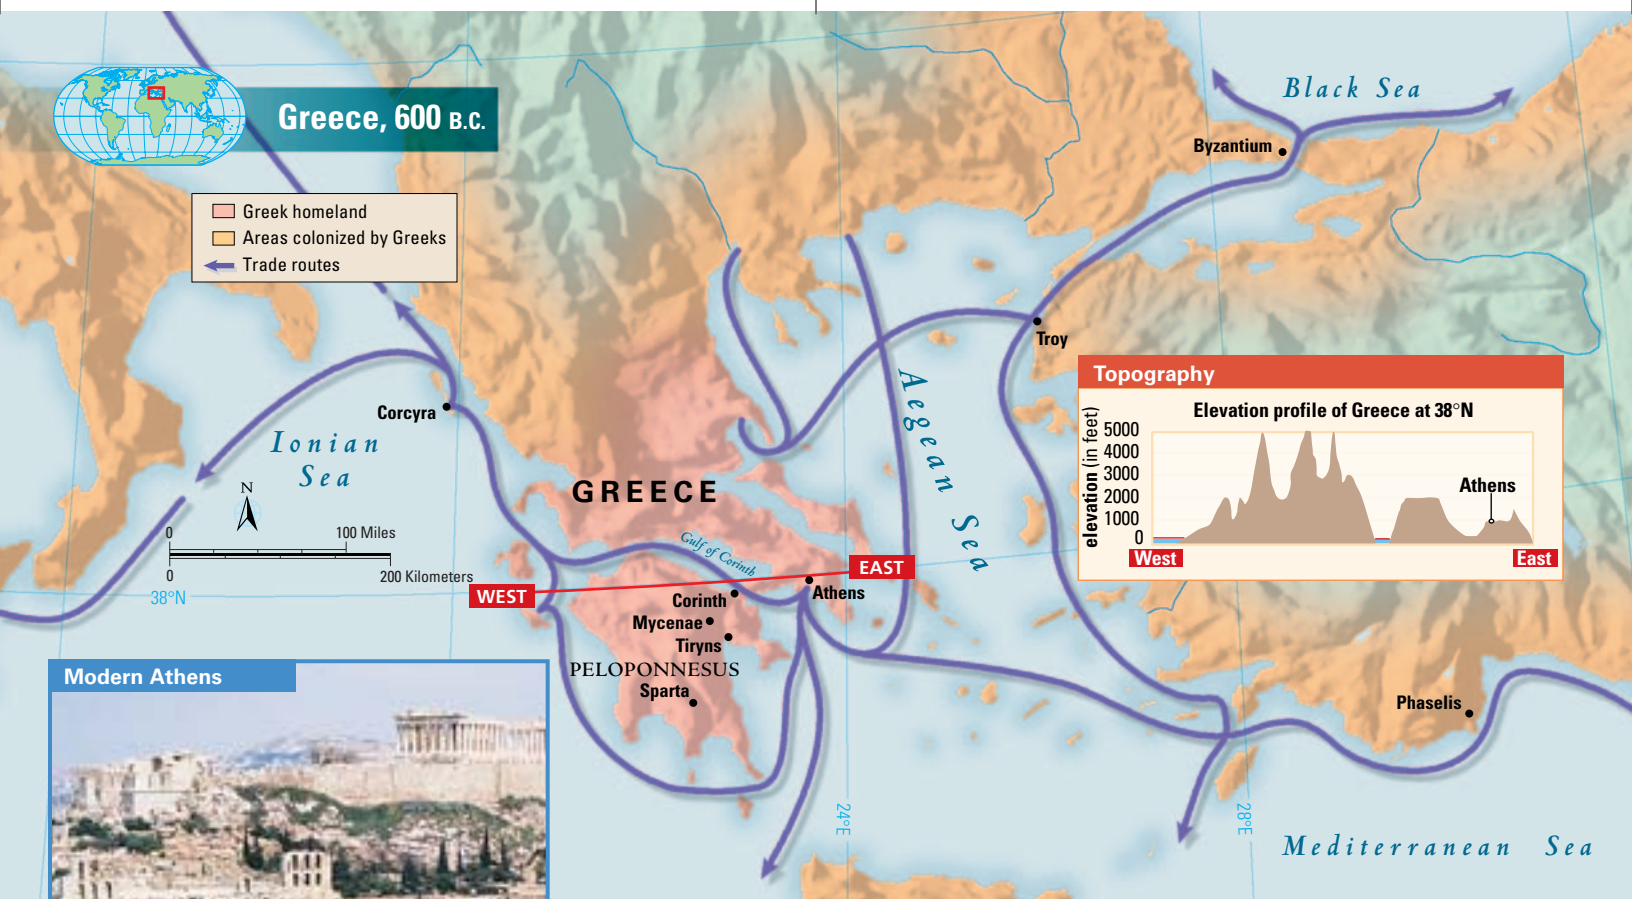 Greece, 600 B.C.
Greek homeland
Areas colonized by Greeks
Trade routes
Black Sea
Byzantium
Troy
Aegean Sea
Corcyra
Ionian
Sea
N
0
100 Miles
0
200 Kilometers
38°N
GREECE
Gulf of Corinth
WEST
EAST
Athens
Corinth
Mycenae
Tiryns
PELOPONNESUS
Sparta
Phaselis
24°E
28°E
Mediterranean Sea
Topography
Elevation profile of Greece at 38°N
elevation (in feet)
5000
4000
3000
2000
1000
0
Athens
West
East
Modern Athens